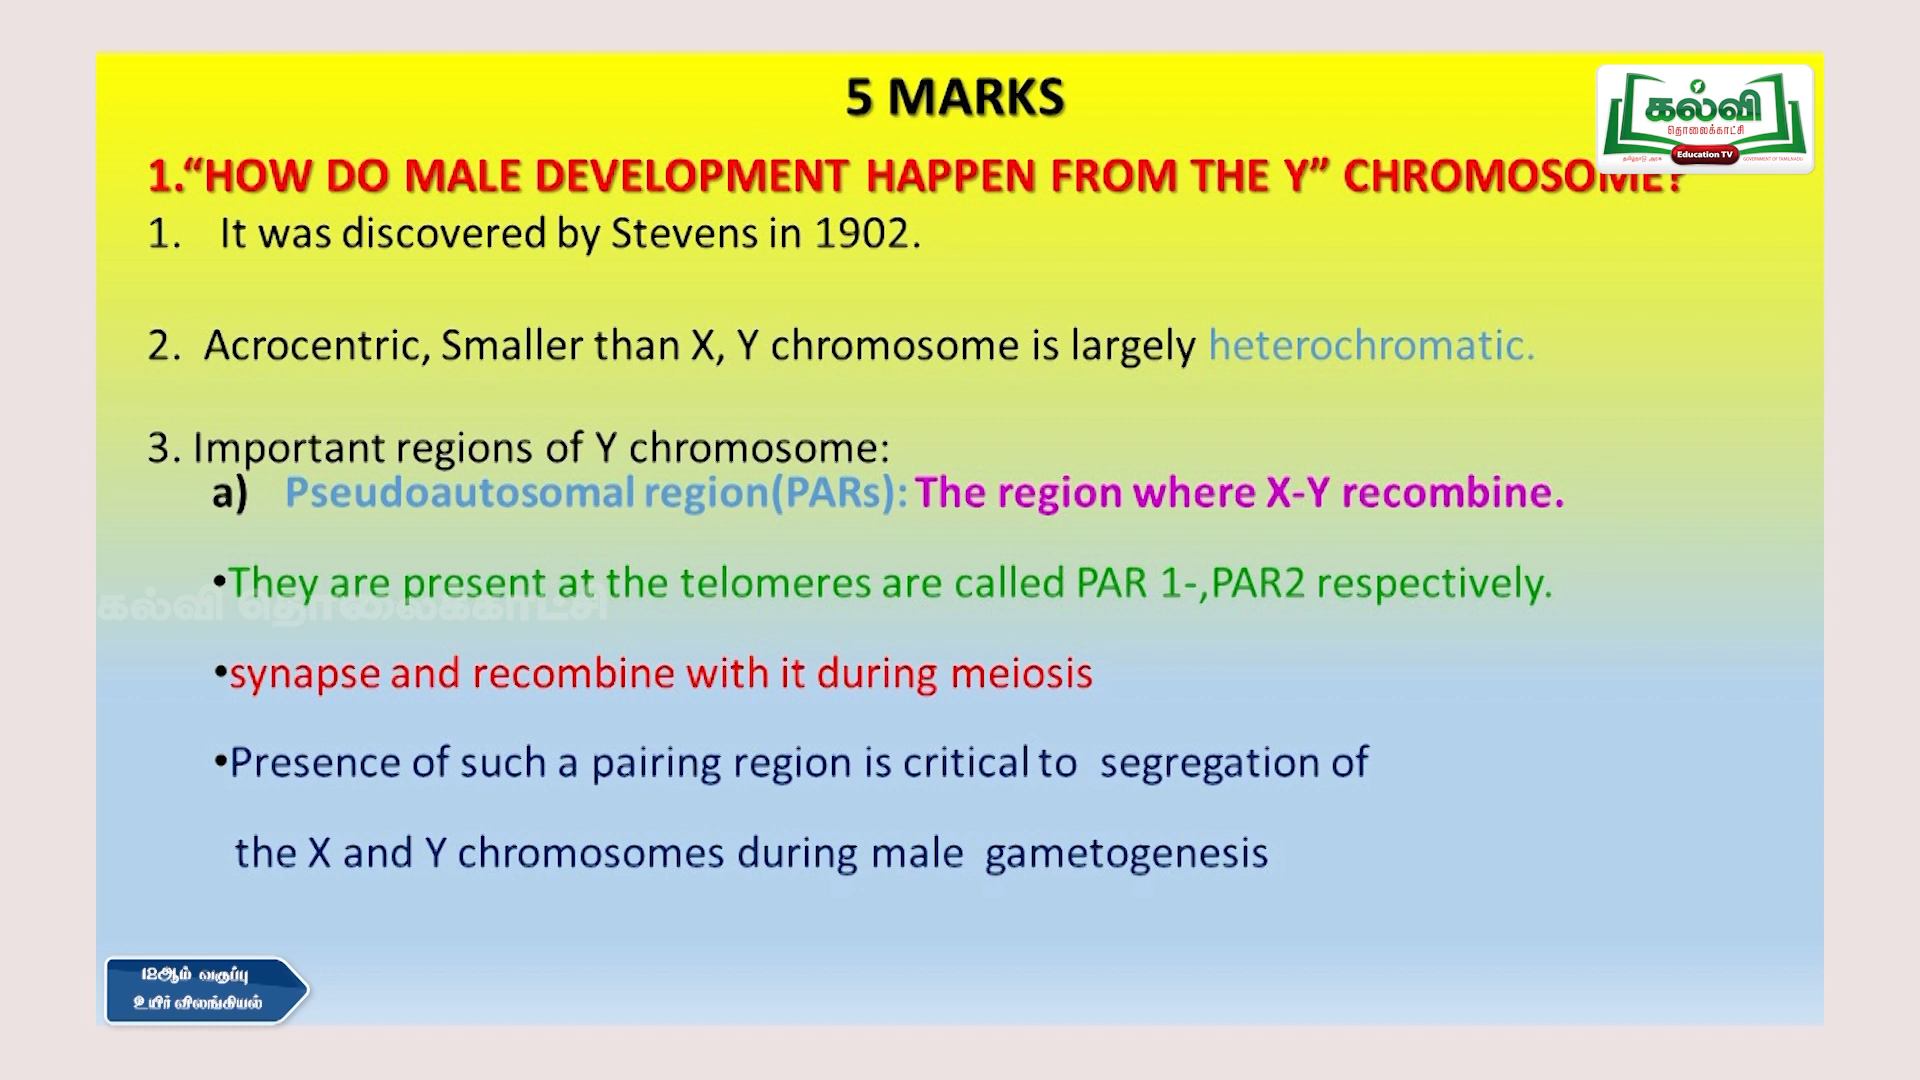 5 MARKS
கல்வி
தொலைக்காட்சி
தமிழ்நாடு அரசு
Education TV
GOVERNMENT OF TAMILNADU
1.“HOW DO MALE DEVELOPMENT HAPPEN FROM THE Y” CHROMOSOME?
1. It was discovered by Stevens in 1902.
2. Acrocentric, Smaller than X, Y chromosome is largely heterochromatic.
3. Important regions of Y chromosome:
a) Pseudoautosomal region(PARs): The region where X-Y recombine.
•They are present at the telomeres are called PAR 1-,PAR2 respectively.
கல்வி தொலைக்காட்சி
•synapse and recombine with it during meiosis
•Presence of such a pairing region is critical to segregation of
the X and Y chromosomes during male gametogenesis
12ஆம் வகுப்பு
உயிர் விலங்கியல்